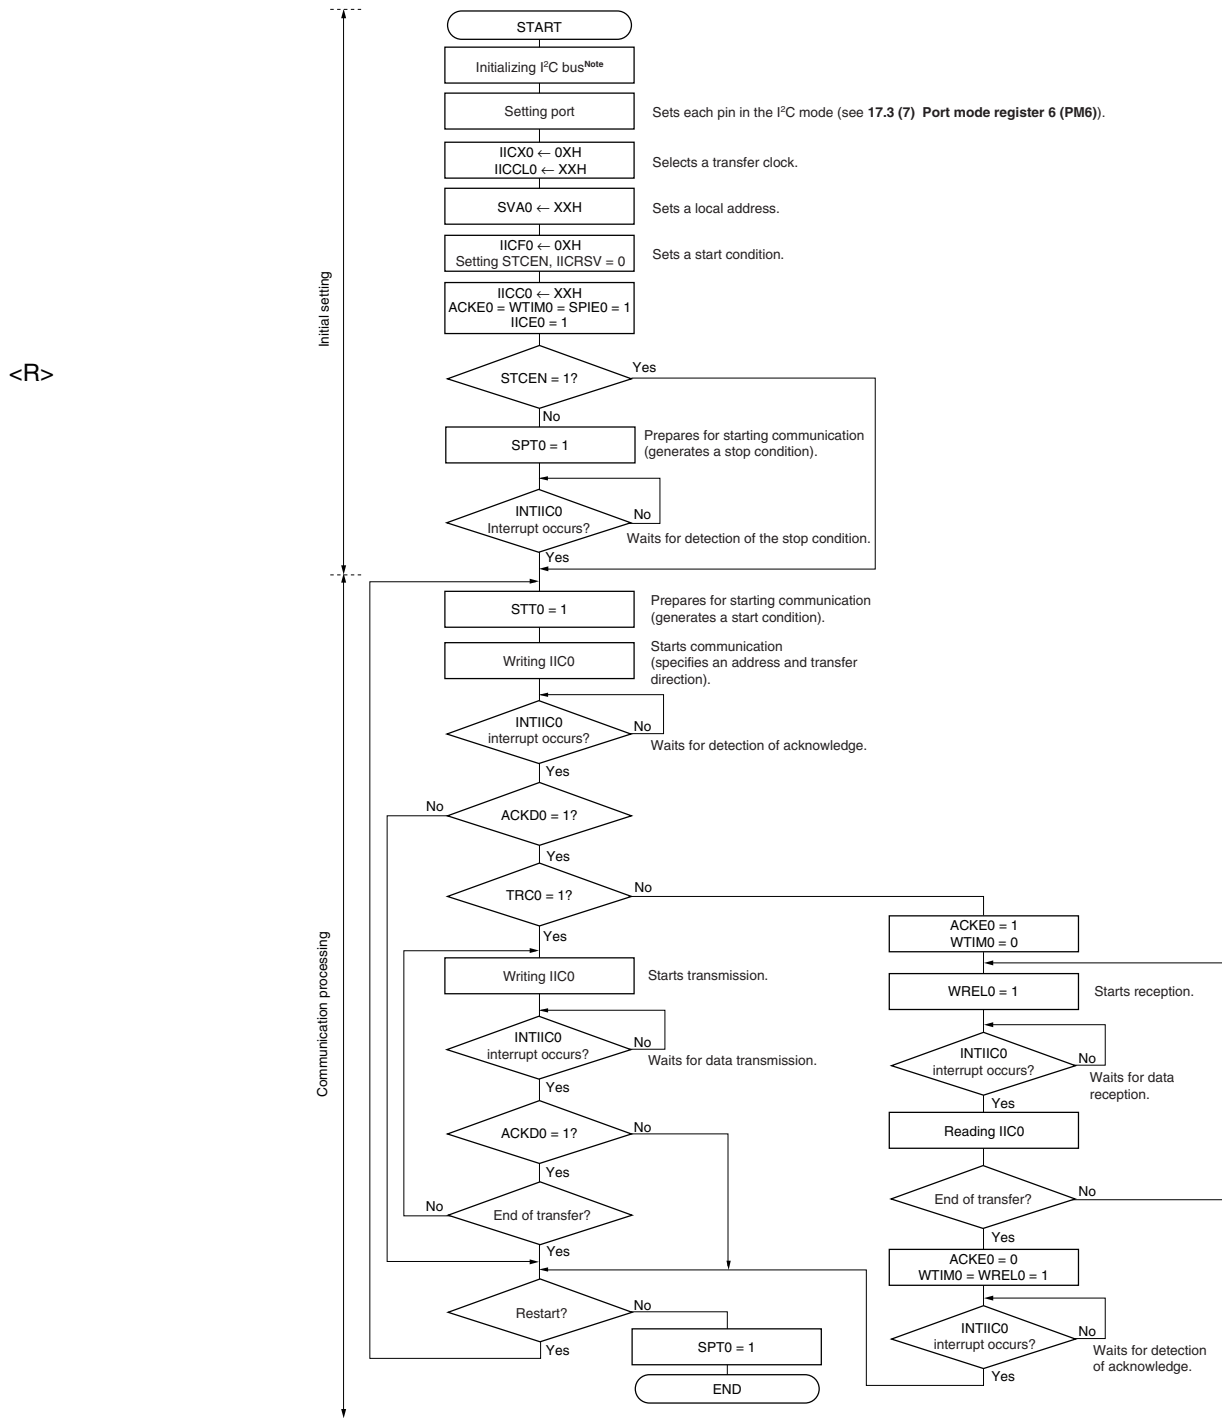 START
Initializing I²C busNote
Setting port
Sets each pin in the I²C mode (see 17.3 (7) Port mode register 6 (PM6)).
IICX0 ← 0XH
IICCL0 ← XXH
Selects a transfer clock.
SVA0 ← XXH
Sets a local address.
IICF0 ← 0XH
Setting STCEN, IICRSV = 0
Sets a start condition.
IICC0 ← XXH
ACKE0 = WTIM0 = SPIE0 = 1
IICE0 = 1
Initial setting
<R>
STCEN = 1?
Yes
No
SPT0 = 1
Prepares for starting communication
(generates a stop condition).
INTIIC0
Interrupt occurs?
No
Waits for detection of the stop condition.
Yes
STT0 = 1
Prepares for starting communication
(generates a start condition).
Writing IIC0
Starts communication
(specifies an address and transfer
direction).
INTIIC0
interrupt occurs?
No
Waits for detection of acknowledge.
Yes
No
ACKD0 = 1?
Yes
TRC0 = 1?
No
Yes
Communication processing
Writing IIC0
Starts transmission.
INTIIC0
interrupt occurs?
No
Waits for data transmission.
Yes
ACKD0 = 1?
No
Yes
No
End of transfer?
Yes
Restart?
No
Yes
SPT0 = 1
END
ACKE0 = 1
WTIM0 = 0
WREL0 = 1
Starts reception.
INTIIC0
interrupt occurs?
No
Waits for data
reception.
Yes
Reading IIC0
End of transfer?
No
Yes
ACKE0 = 0
WTIM0 = WREL0 = 1
INTIIC0
interrupt occurs?
No
Waits for detection
of acknowledge.
Yes